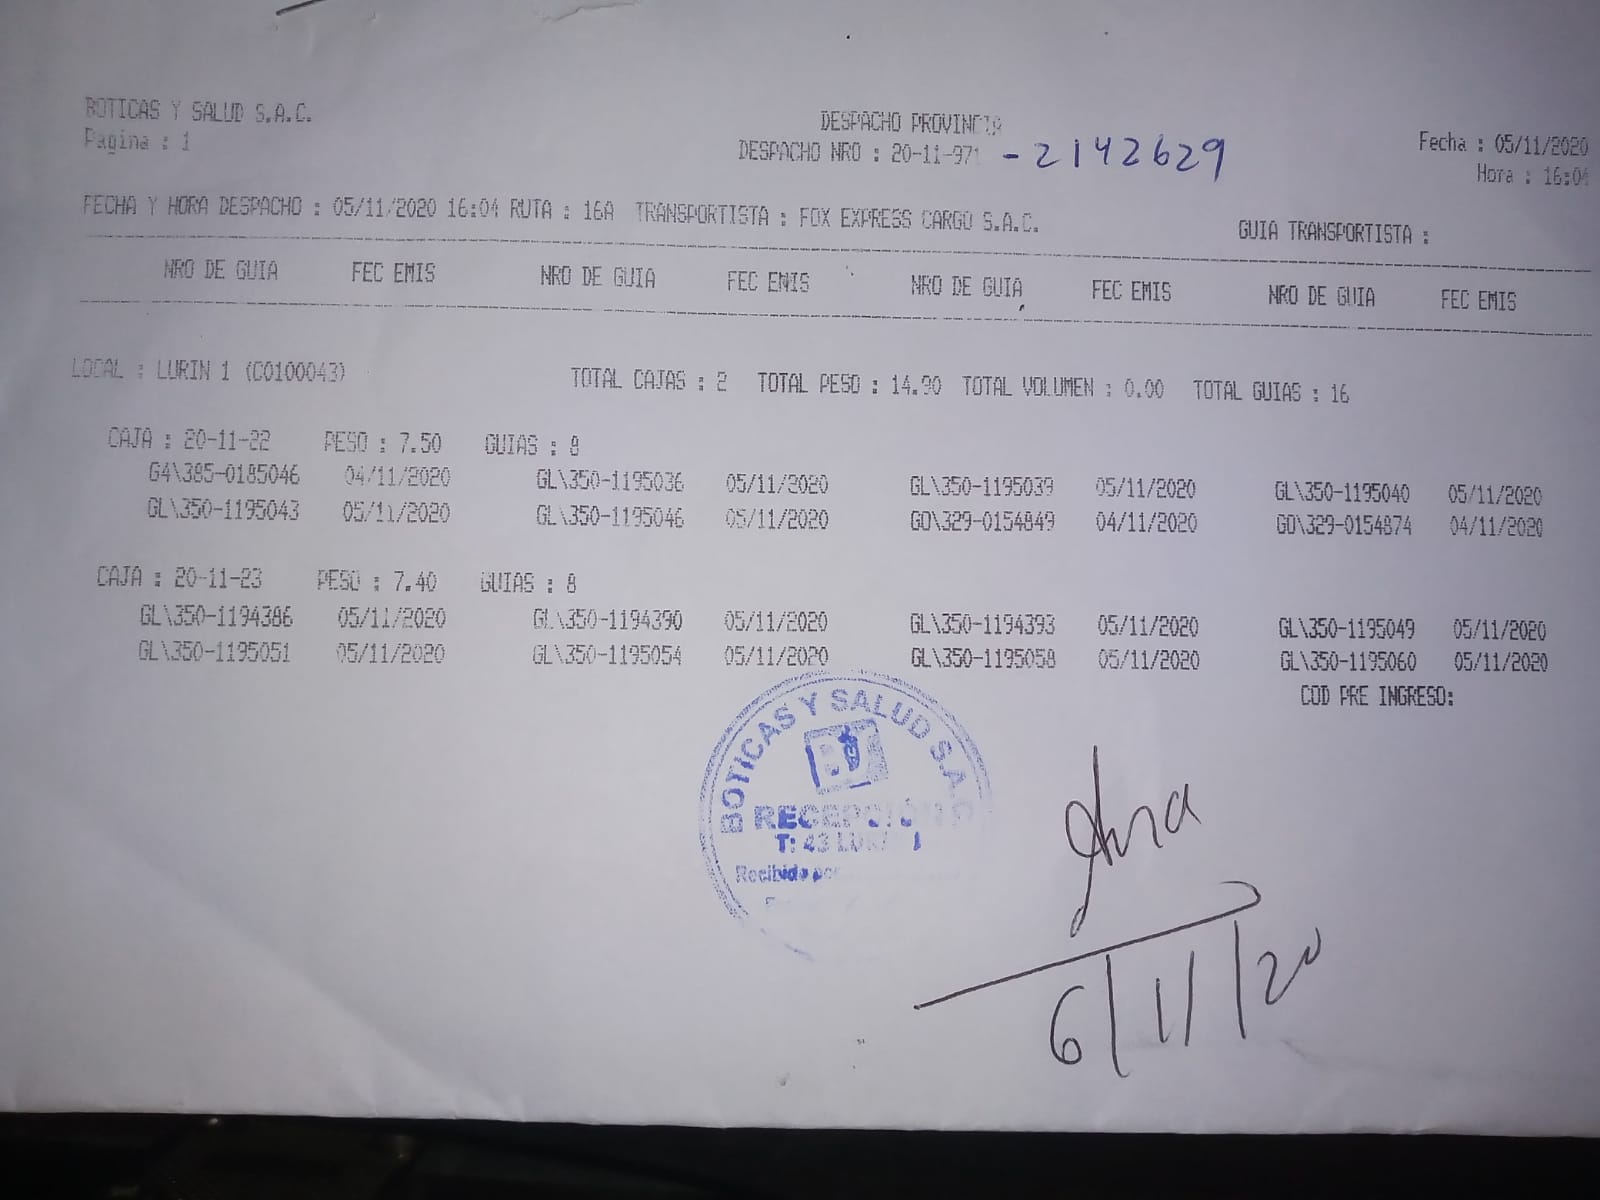 BOTICAS Y SALUD S.A.C.
Pagina : 1
DESPACHO PROVINCIA
DESPACHO NRO : 20-11-971 - 2142629
Fecha : 05/11/2020
Hora : 16:04
FECHA Y HORA DESPACHO : 05/11/2020 16:04 RUTA : 16A TRANSPORTISTA : FOX EXPRESS CARGO S.A.C. GUIA TRANSPORTISTA :
NRO DE GUIA FEC EMIS NRO DE GUIA FEC EMIS NRO DE GUIA FEC EMIS NRO DE GUIA FEC EMIS
LOCAL : LURIN 1 (C0100043) TOTAL CAJAS : 2 TOTAL PESO : 14.90 TOTAL VOLUMEN : 0.00 TOTAL GUIAS : 16
CAJA : 20-11-22 PESO : 7.50 GUIAS : 8
G4\385-0185046 04/11/2020 GL\350-1195036 05/11/2020 GL\350-1195039 05/11/2020 GL\350-1195040 05/11/2020
GL\350-1195043 05/11/2020 GL\350-1195046 05/11/2020 GD\329-0154849 04/11/2020 GD\329-0154874 04/11/2020
CAJA : 20-11-23 PESO : 7.40 GUIAS : 8
GL\350-1194386 05/11/2020 GL\350-1194390 05/11/2020 GL\350-1194393 05/11/2020 GL\350-1195049 05/11/2020
GL\350-1195051 05/11/2020 GL\350-1195054 05/11/2020 GL\350-1195058 05/11/2020 GL\350-1195060 05/11/2020
COD PRE INGRESO:
BOTICAS Y SALUD S.A.
RECEPCIÓN
T: 43 LURIN 1
Recibido por
6/11/20